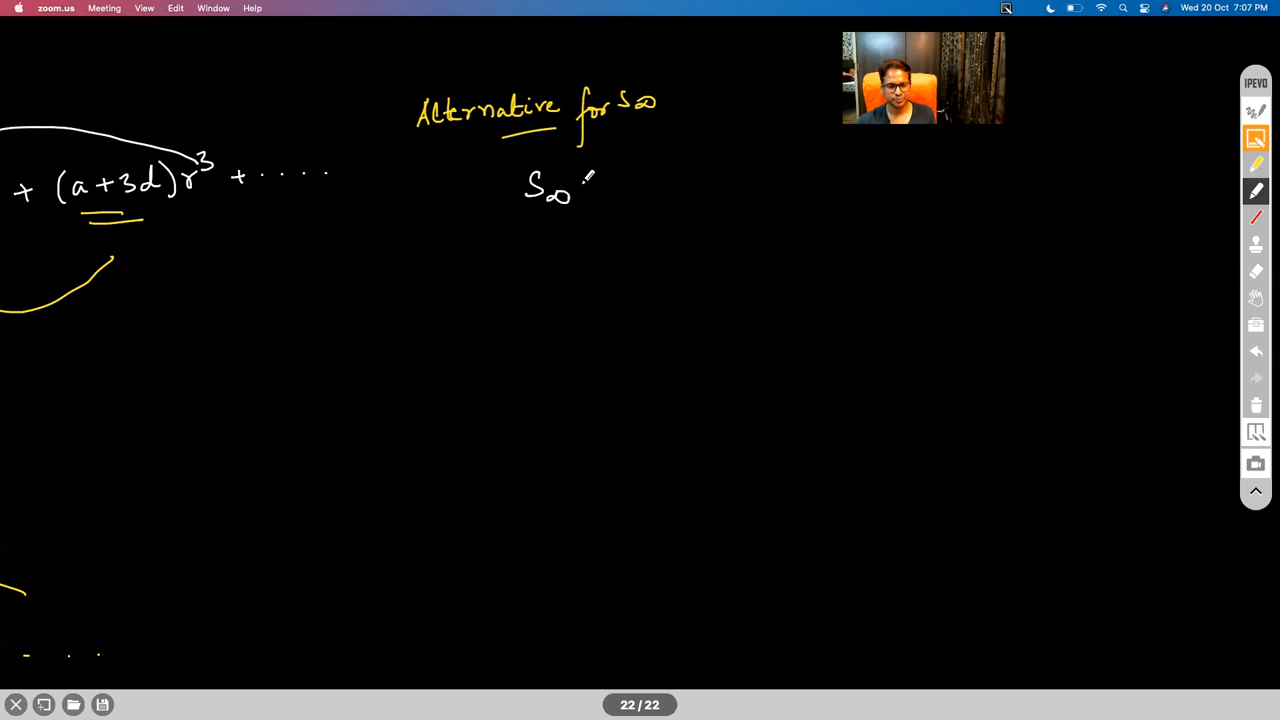 zoom.us Meeting View Edit Window Help Wed 20 Oct 7:07 PM
IPEVO
Alternative for S∞
+ (a+3d)r³ + ....
S∞
- . .
22 / 22